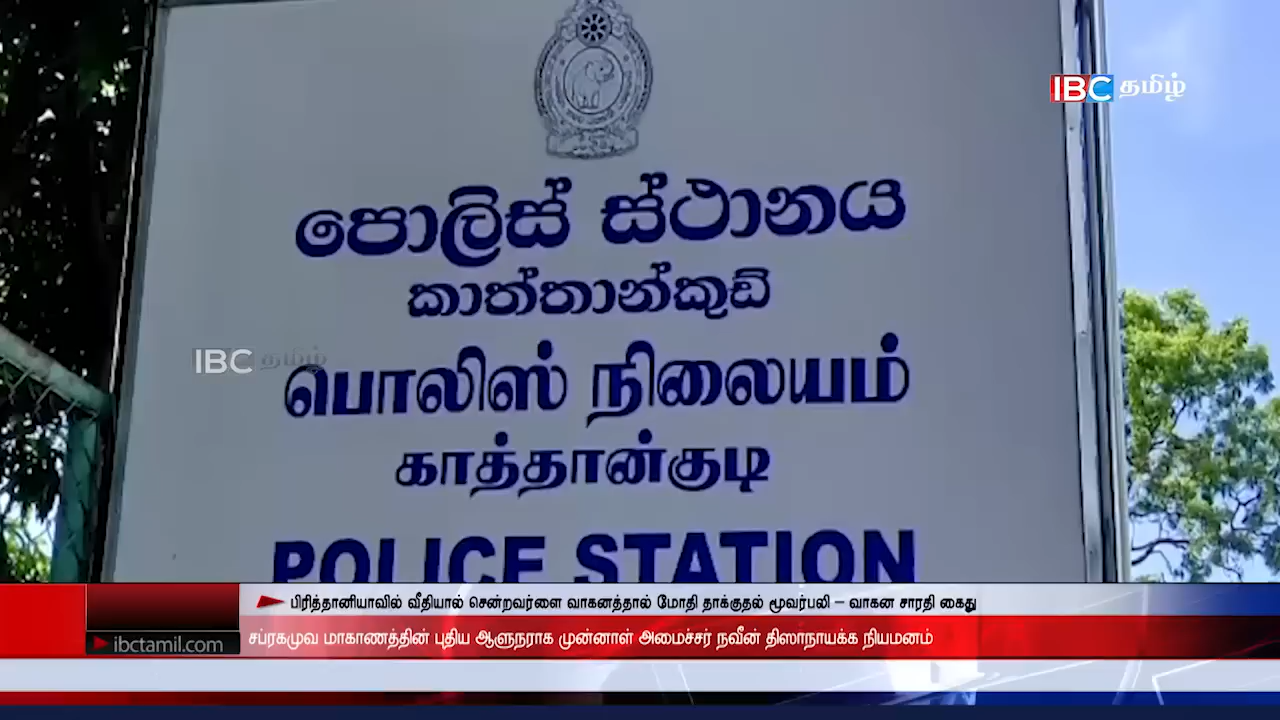 IBC தமிழ்
පොලිස් ස්ථානය
කාත්තාන්කුඩි
IBC தமிழ்
பொலிஸ் நிலையம்
காத்தான்குடி
POLICE STATION
பிரித்தானியாவில் வீதியால் சென்றவர்ளை வாகனத்தால் மோதி தாக்குதல் மூவர்பலி – வாகன சாரதி கைது
ibctamil.com
சப்ரகமுவ மாகாணத்தின் புதிய ஆளுநராக முன்னாள் அமைச்சர் நவீன் திஸாநாயக்க நியமனம்